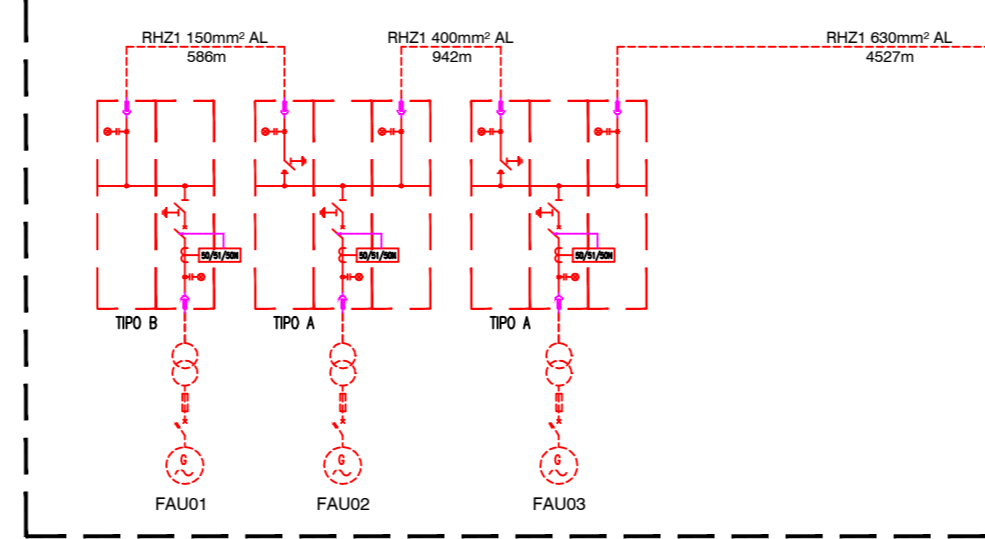 RHZ1 150mm² AL
586m
RHZ1 400mm² AL
942m
RHZ1 630mm² AL
4527m
50/51/50N
50/51/50N
50/51/50N
TIPO B
TIPO A
TIPO A
G
G
G
FAU01
FAU02
FAU03